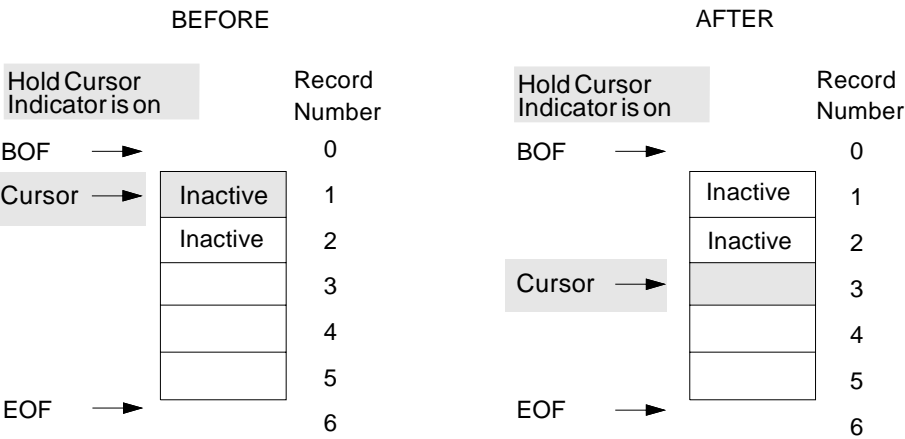 BEFORE
Hold Cursor
Indicator is on
Record
Number
BOF
0
Cursor
Inactive
1
Inactive
2
3
4
5
EOF
6
AFTER
Hold Cursor
Indicator is on
Record
Number
BOF
0
Inactive
1
Inactive
2
Cursor
3
4
5
EOF
6